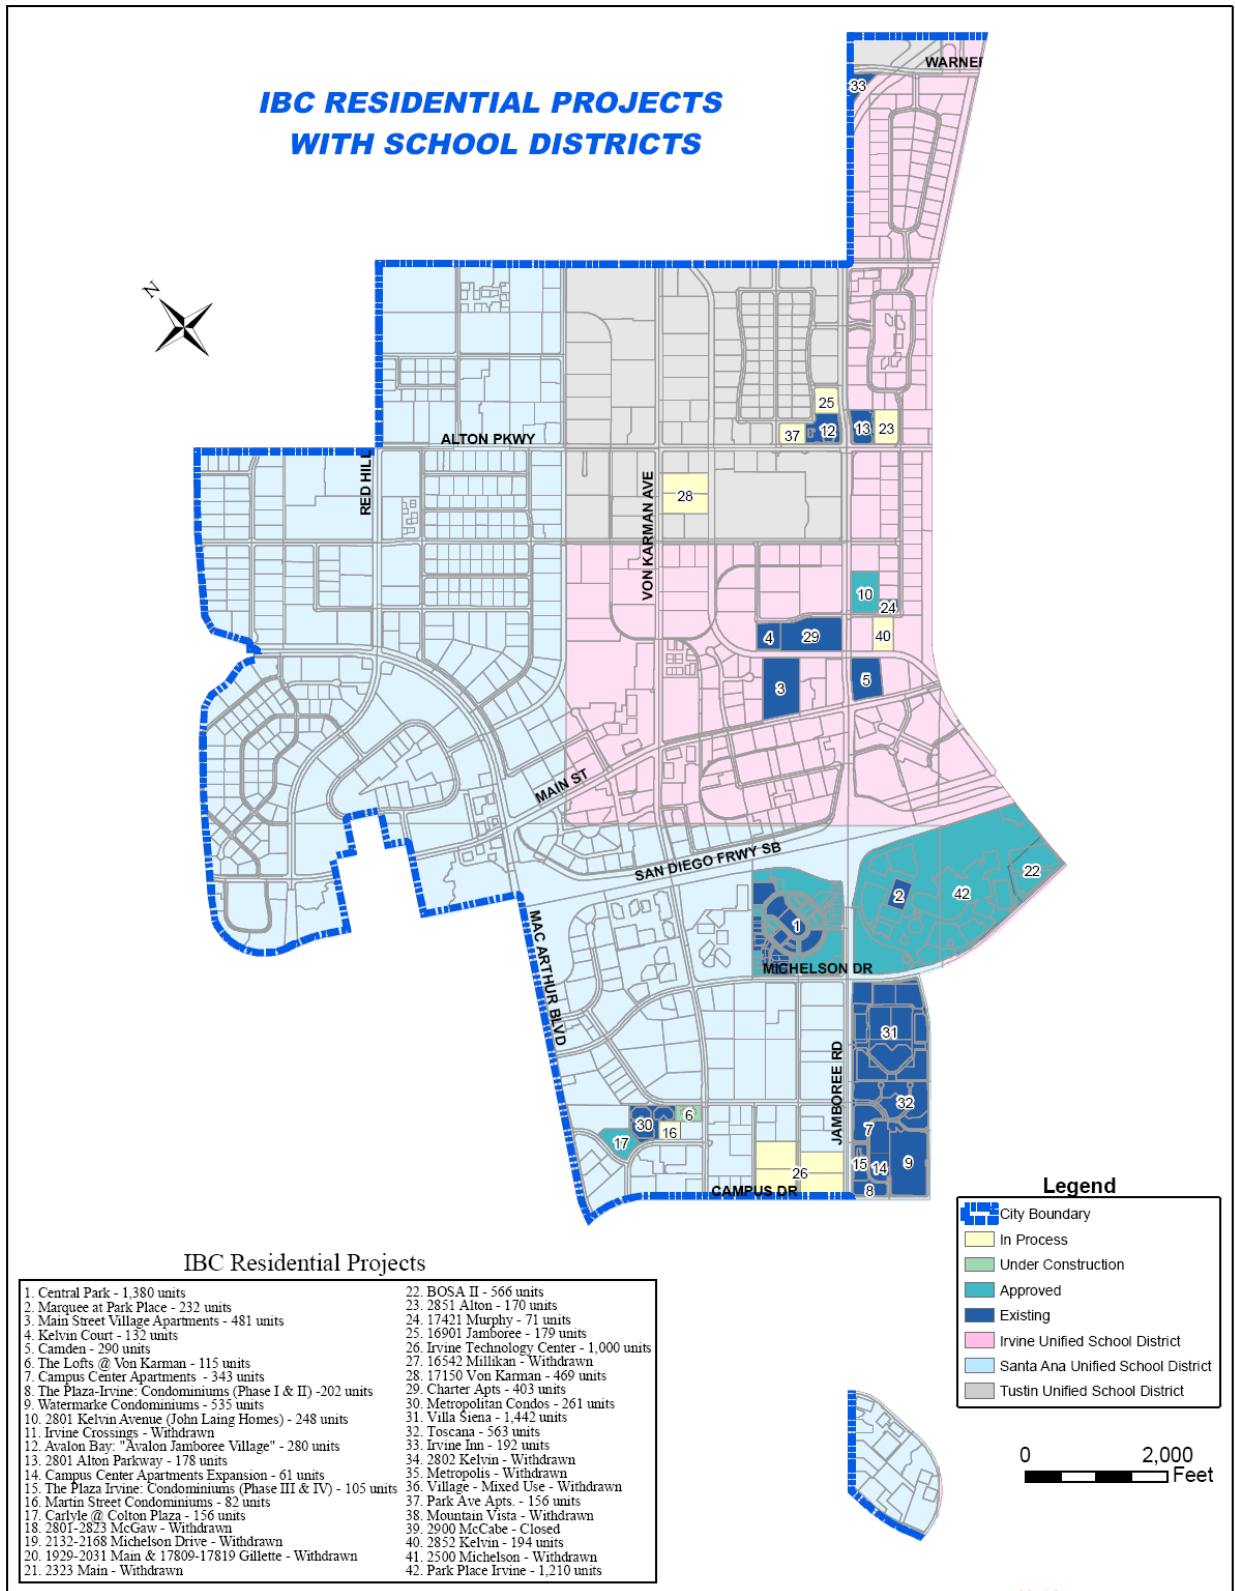 IBC RESIDENTIAL PROJECTS
WITH SCHOOL DISTRICTS
N
WARNER
33
25
37
12
13
23
ALTON PKWY
RED HILL
VON KARMAN AVE
28
10
24
4
29
40
3
5
MAIN ST
SAN DIEGO FRWY SB
22
2
42
1
MICHELSON DR
MAC ARTHUR BLVD
31
JAMBOREE RD
32
30
6
16
17
7
15
14
9
26
8
CAMPUS DR
Legend
City Boundary
In Process
Under Construction
Approved
Existing
Irvine Unified School District
Santa Ana Unified School District
Tustin Unified School District
0 2,000
Feet
IBC Residential Projects
1. Central Park - 1,380 units
2. Marquee at Park Place - 232 units
3. Main Street Village Apartments - 481 units
4. Kelvin Court - 132 units
5. Camden - 290 units
6. The Lofts @ Von Karman - 115 units
7. Campus Center Apartments - 343 units
8. The Plaza-Irvine: Condominiums (Phase I & II) -202 units
9. Watermarke Condominiums - 535 units
10. 2801 Kelvin Avenue (John Laing Homes) - 248 units
11. Irvine Crossings - Withdrawn
12. Avalon Bay: "Avalon Jamboree Village" - 280 units
13. 2801 Alton Parkway - 178 units
14. Campus Center Apartments Expansion - 61 units
15. The Plaza Irvine: Condominiums (Phase III & IV) - 105 units
16. Martin Street Condominiums - 82 units
17. Carlyle @ Colton Plaza - 156 units
18. 2801-2823 McGaw - Withdrawn
19. 2132-2168 Michelson Drive - Withdrawn
20. 1929-2031 Main & 17809-17819 Gillette - Withdrawn
21. 2323 Main - Withdrawn
22. BOSA II - 566 units
23. 2851 Alton - 170 units
24. 17421 Murphy - 71 units
25. 16901 Jamboree - 179 units
26. Irvine Technology Center - 1,000 units
27. 16542 Millikan - Withdrawn
28. 17150 Von Karman - 469 units
29. Charter Apts - 403 units
30. Metropolitan Condos - 261 units
31. Villa Siena - 1,442 units
32. Toscana - 563 units
33. Irvine Inn - 192 units
34. 2802 Kelvin - Withdrawn
35. Metropolis - Withdrawn
36. Village - Mixed Use - Withdrawn
37. Park Ave Apts. - 156 units
38. Mountain Vista - Withdrawn
39. 2900 McCabe - Closed
40. 2852 Kelvin - 194 units
41. 2500 Michelson - Withdrawn
42. Park Place Irvine - 1,210 units